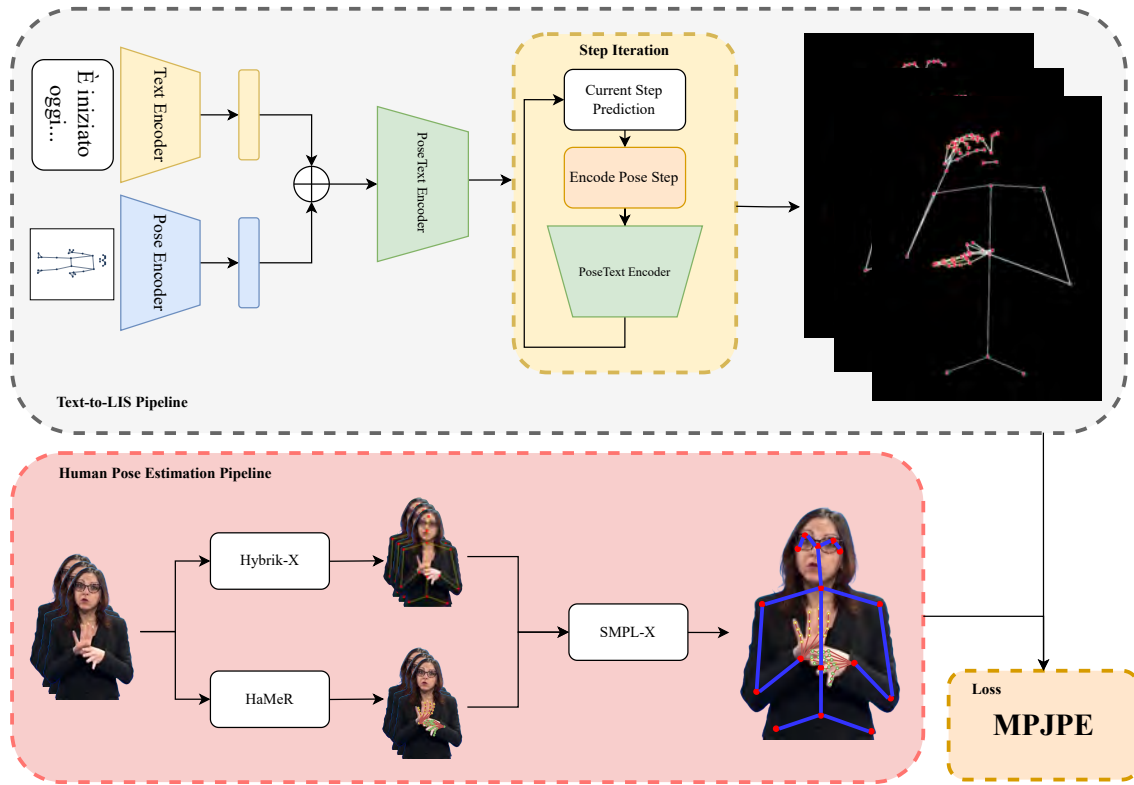 È iniziato
oggi...
Text Encoder
Pose Encoder
PoseText Encoder
Step Iteration
Current Step
Prediction
Encode Pose Step
PoseText Encoder
Text-to-LIS Pipeline
Human Pose Estimation Pipeline
Hybrik-X
HaMeR
SMPL-X
Loss
MPJPE